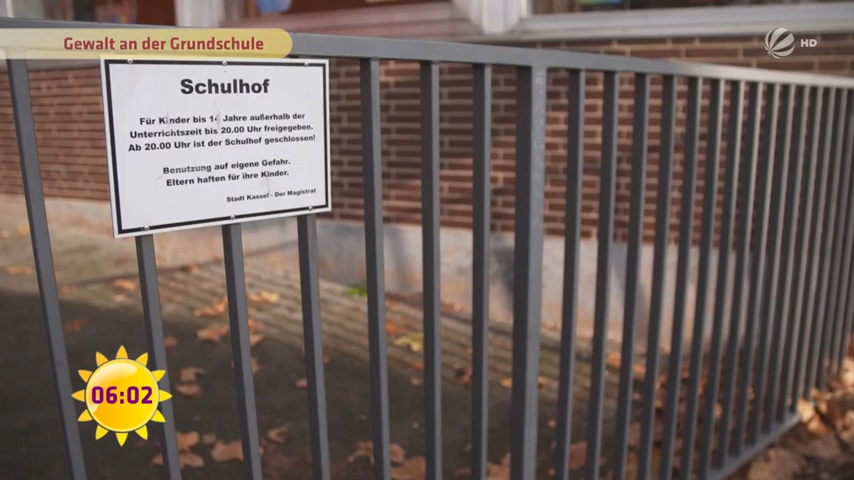 Gewalt an der Grundschule
HD
Schulhof
Für Kinder bis 14 Jahre außerhalb der
Unterrichtszeit bis 20.00 Uhr freigegeben.
Ab 20.00 Uhr ist der Schulhof geschlossen!
Benutzung auf eigene Gefahr.
Eltern haften für ihre Kinder.
Stadt Kassel - Der Magistrat
06:02